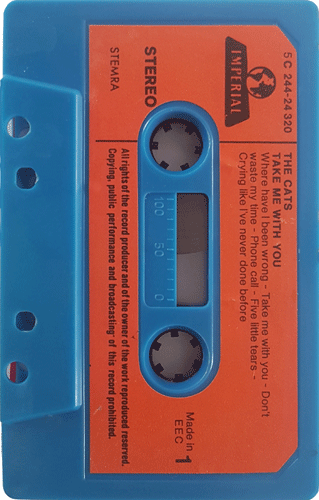 IMPERIAL
5C 244-24 320
THE CATS
TAKE ME WITH YOU
Where have I been wrong - Take me with you - Don't
waste my time - Phone call - Five little tears -
Crying like I've never done before
STEREO
STEMRA
100 50 0
Made in
EEC
1
All rights of the record producer and of the owner of the work reproduced reserved.
Copying, public performance and broadcasting of this record prohibited.